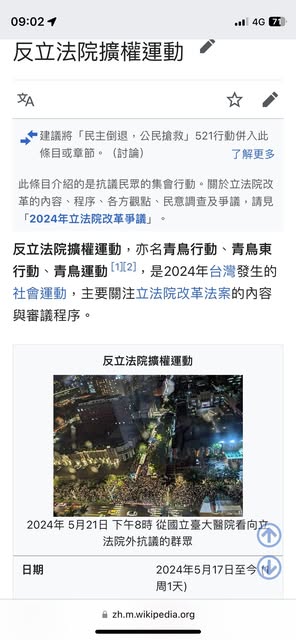 09:02
4G
71
反立法院擴權運動
建議將「民主倒退，公民搶救」521行動併入此
條目或章節。（討論）
了解更多
此條目介紹的是抗議民眾的集會行動。關於立法院改
革的內容、程序、各方觀點、民意調查及爭議，請見
「2024年立法院改革爭議」。
反立法院擴權運動，亦名青鳥行動、青鳥東
行動、青鳥運動[1][2]，是2024年台灣發生的
社會運動，主要關注立法院改革法案的內容
與審議程序。
反立法院擴權運動
2024年 5月21日 下午8時 從國立臺大醫院看向立
法院外抗議的群眾
日期
2024年5月17日至今
周1天)
zh.m.wikipedia.org